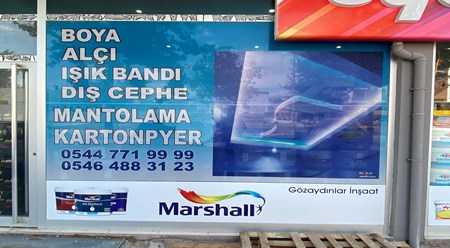 BOYA
ALÇI
IŞIK BANDI
DIŞ CEPHE
MANTOLAMA
KARTONPYER
0544 771 99 99
0546 488 31 23
Marshall
Gözaydınlar İnşaat